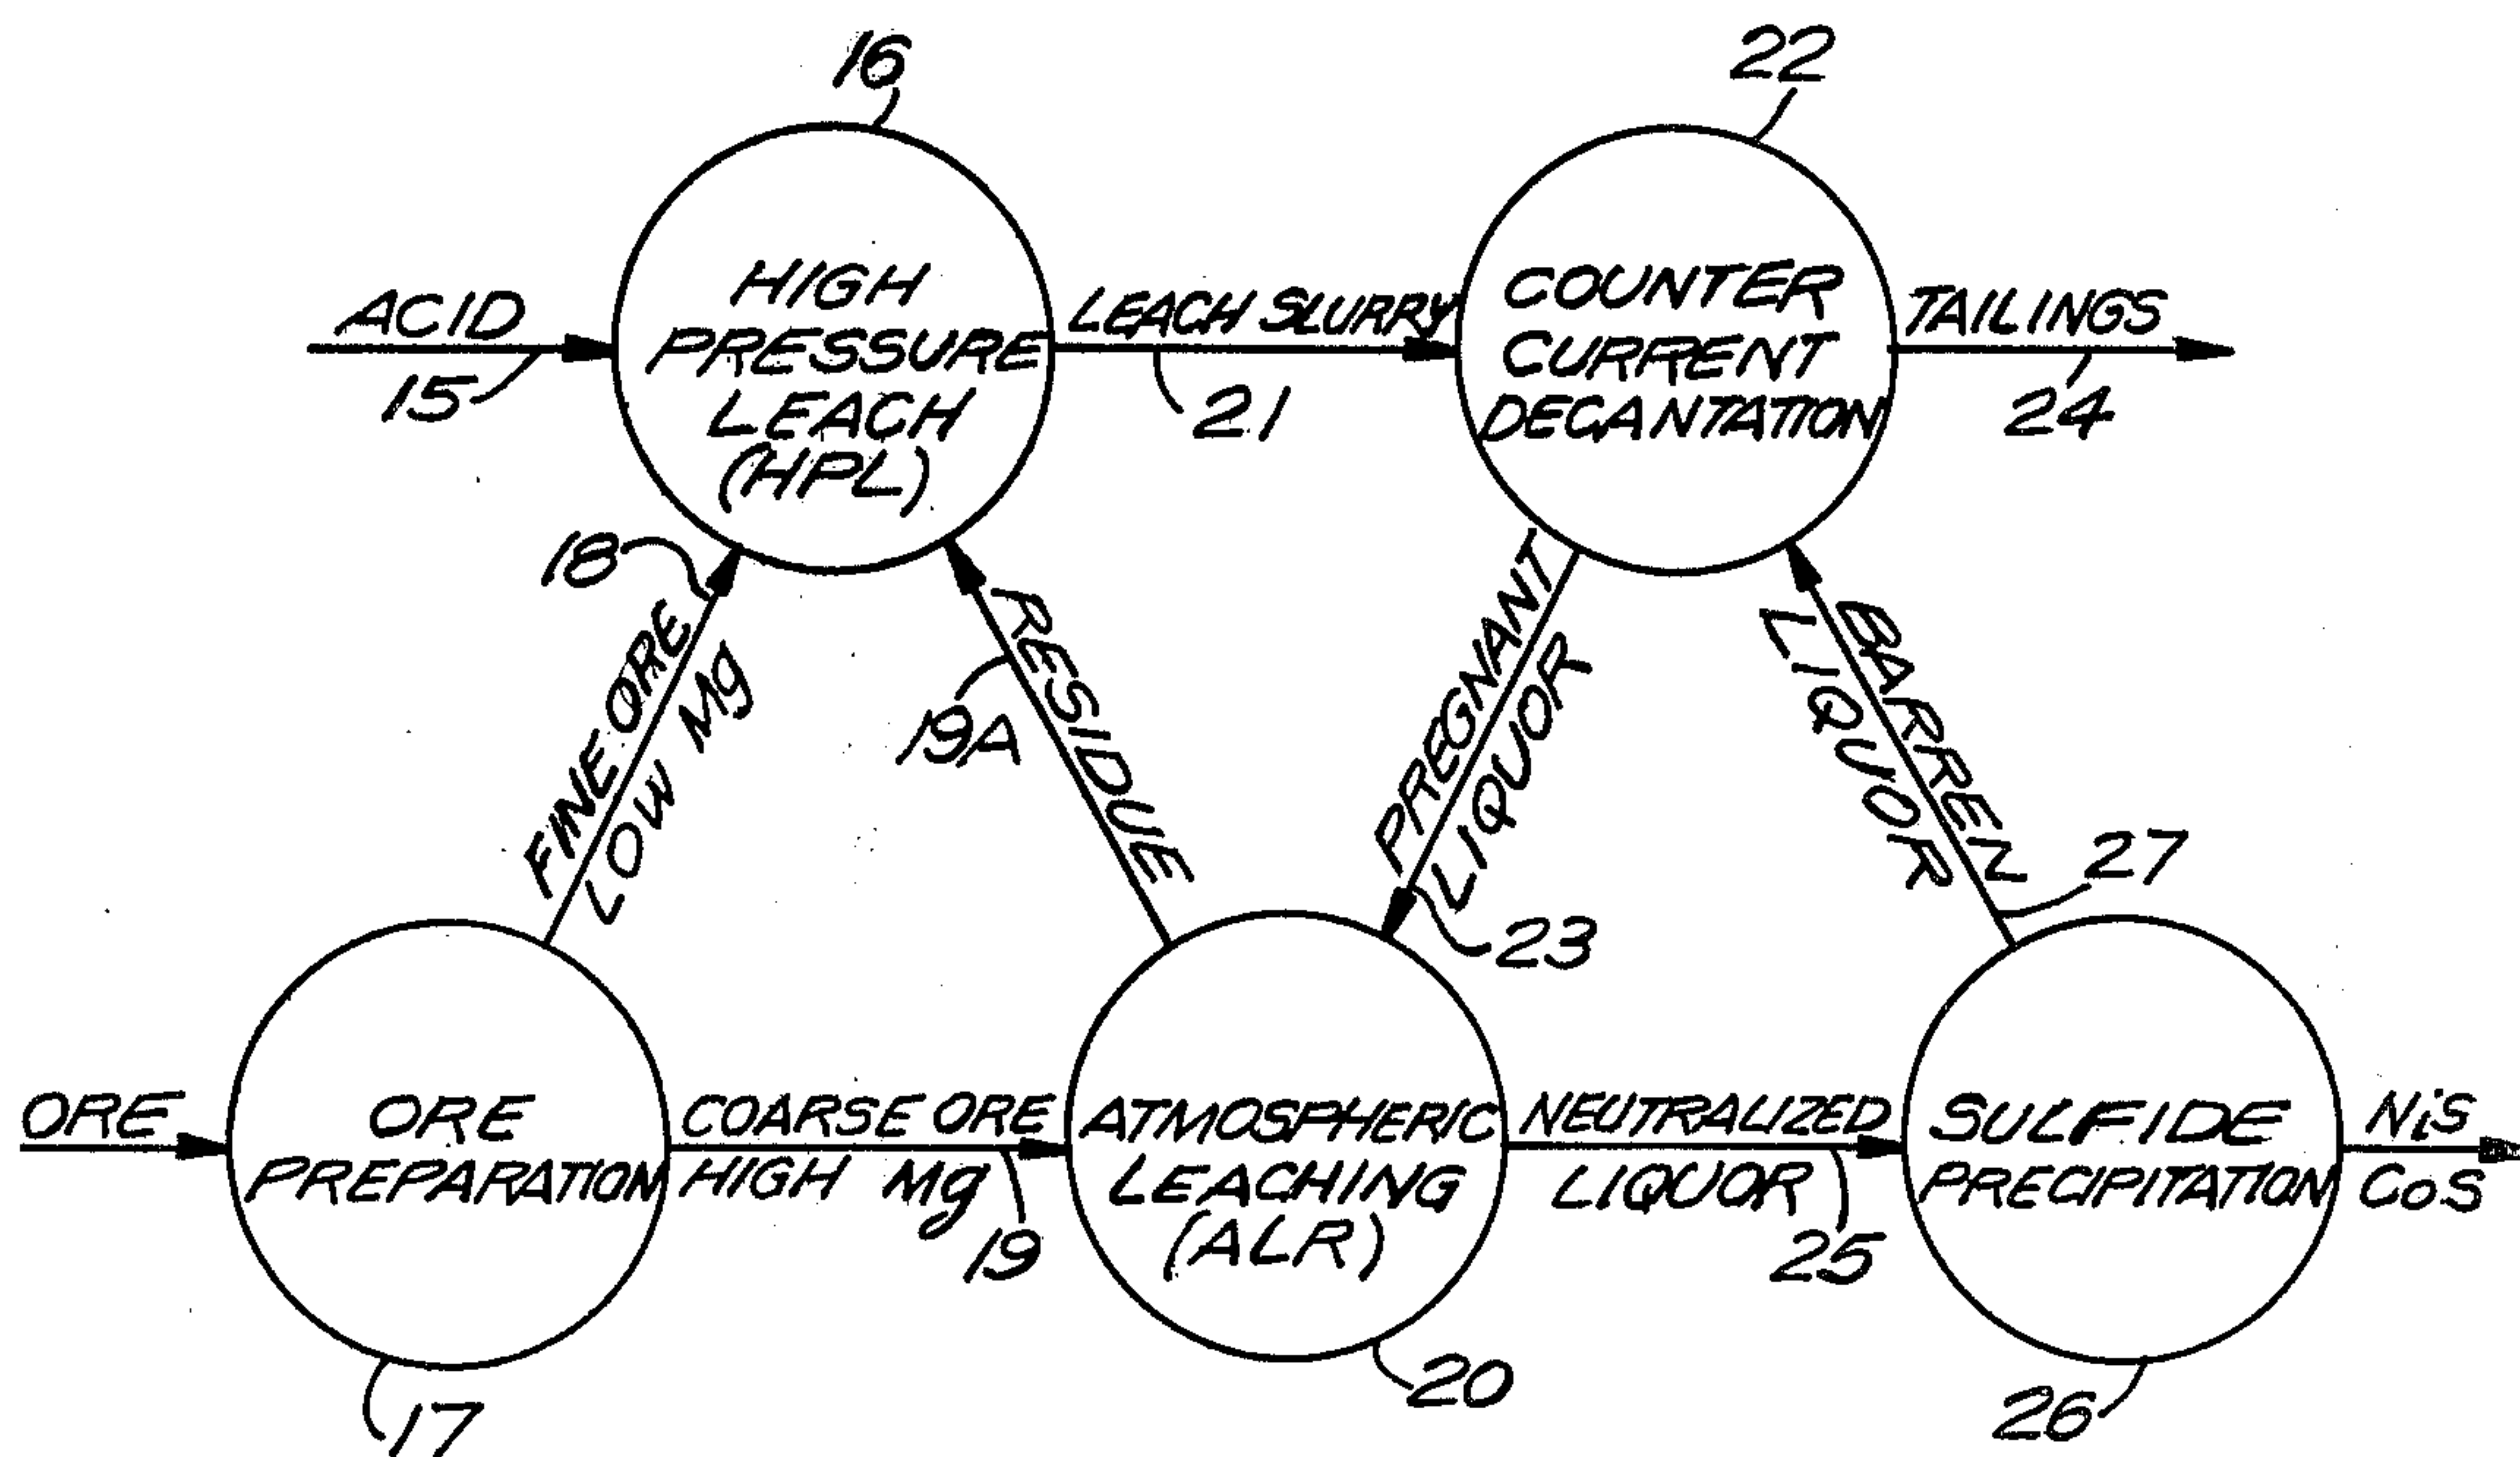 16
22
ACID
15
HIGH
PRESSURE
LEACH
(HPL)
LEACH SLURRY
21
COUNTER
CURRENT
DECANTATION
TAILINGS
24
18
FINE ORE
LOW Mg
19A
RESIDUE
PREGNANT
LIQUOR
23
BARREN
LIQUOR
27
ORE
ORE
PREPARATION
17
COARSE ORE
HIGH Mg
19
ATMOSPHERIC
LEACHING
(ALR)
20
NEUTRALIZED
LIQUOR
25
SULFIDE
PRECIPITATION
26
NiS
CoS